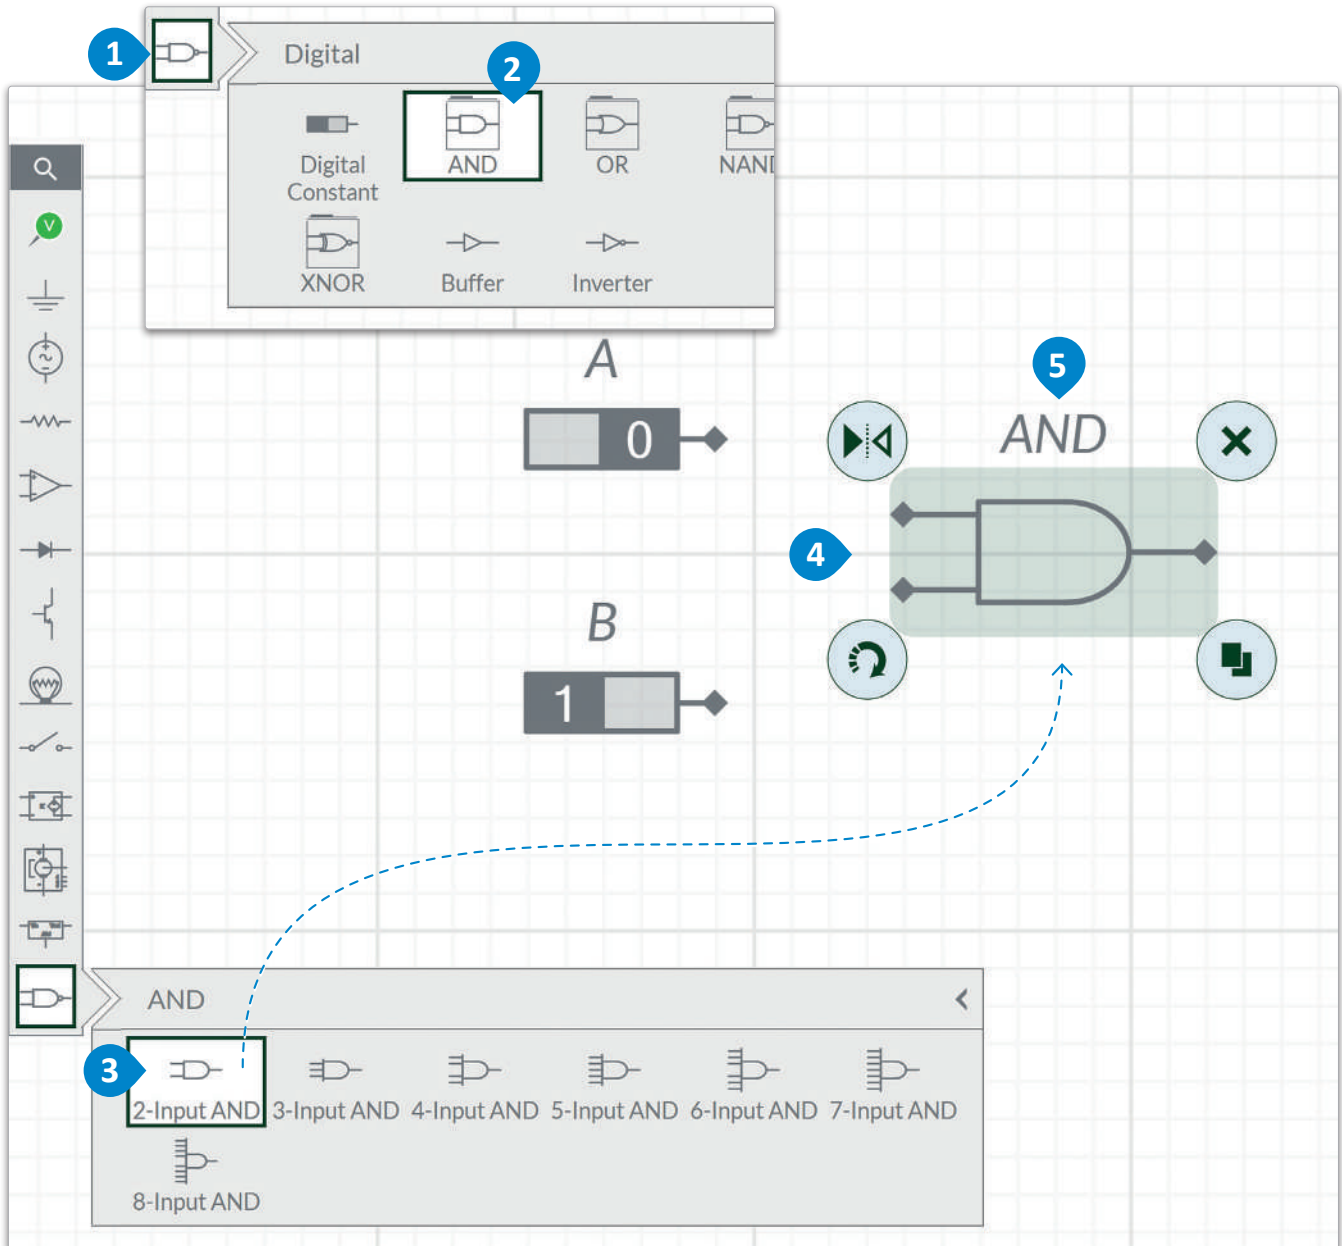 1
Digital
2
Digital
Constant
AND
OR
NAND
XNOR
Buffer
Inverter
V
A
0
5
AND
4
B
1
AND
3
2-Input AND 3-Input AND 4-Input AND 5-Input AND 6-Input AND 7-Input AND
8-Input AND